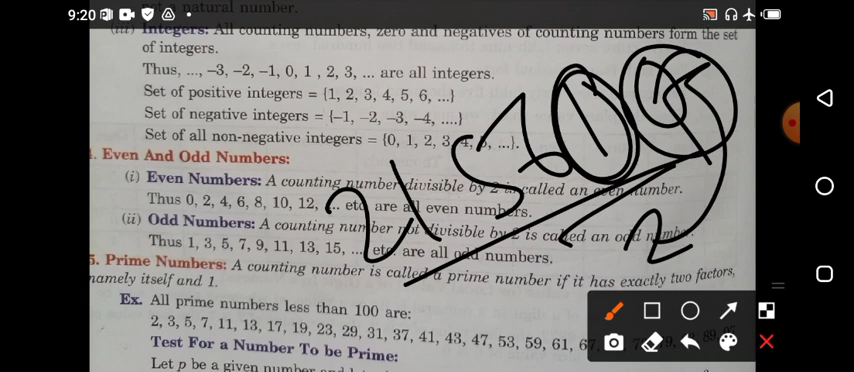 9:20
a natural number.
(iii) Integers: All counting numbers, zero and negatives of counting numbers form the set
of integers.
Thus, ..., –3, –2, –1, 0, 1 , 2, 3, ... are all integers.
Set of positive integers = {1, 2, 3, 4, 5, 6, ...}
Set of negative integers = {–1, –2, –3, –4, ....}
Set of all non-negative integers = {0, 1, 2, 3, 4, 5, ...}.
. Even And Odd Numbers:
(i) Even Numbers: A counting number divisible by 2 is called an even number.
Thus 0, 2, 4, 6, 8, 10, 12, ... etc. are all even numbers.
(ii) Odd Numbers: A counting number not divisible by 2 is called an odd number.
Thus 1, 3, 5, 7, 9, 11, 13, 15, ... etc. are all odd numbers.
5. Prime Numbers: A counting number is called a prime number if it has exactly two factors,
namely itself and 1.
Ex. All prime numbers less than 100 are:
2, 3, 5, 7, 11, 13, 17, 19, 23, 29, 31, 37, 41, 43, 47, 53, 59, 61,
Test For a Number To be Prime:
Let p be a given number